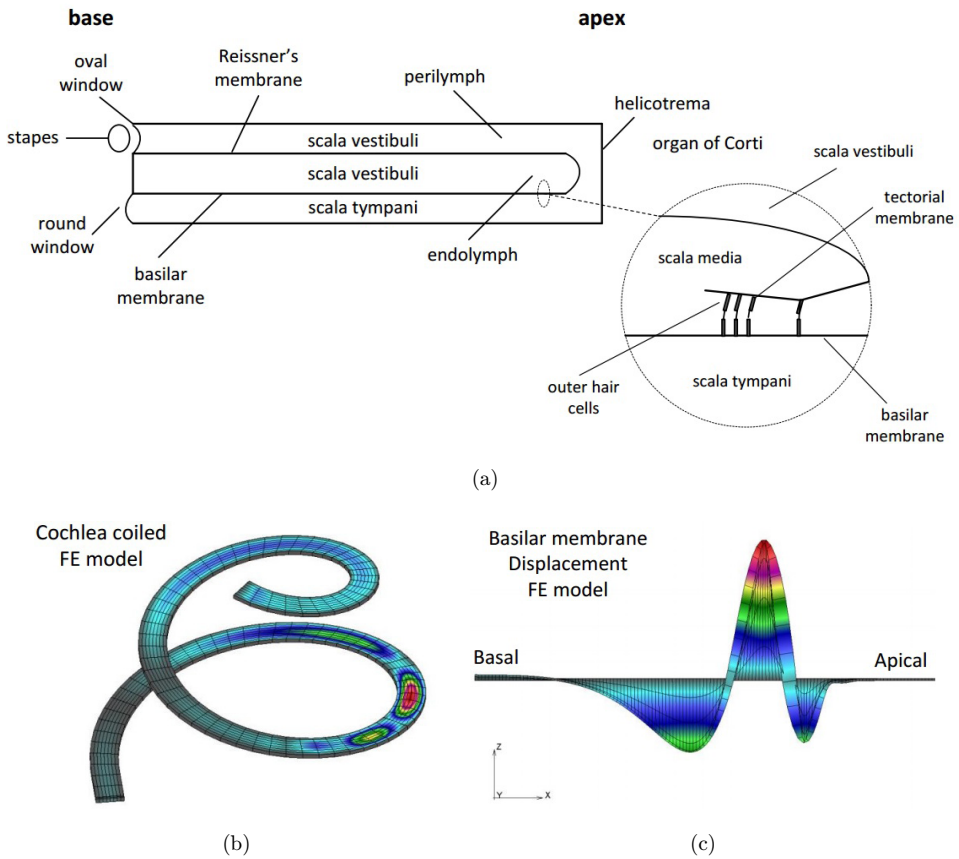 base
apex
oval
window
Reissner's
membrane
perilymph
helicotrema
stapes
scala vestibuli
organ of Corti
scala vestibuli
scala vestibuli
tectorial
membrane
scala tympani
round
window
basilar
membrane
endolymph
scala media
outer hair
cells
scala tympani
basilar
membrane
(a)
Cochlea coiled
FE model
Basilar membrane
Displacement
FE model
Basal
Apical
Z
Y
X
(b)
(c)